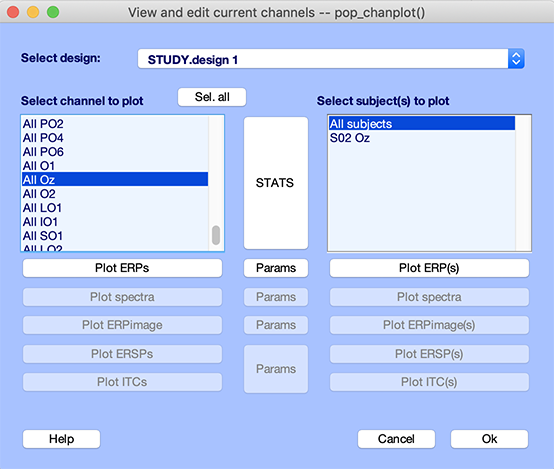 View and edit current channels -- pop_chanplot()
Select design:
STUDY.design 1
Select channel to plot
Sel. all
Select subject(s) to plot
All PO2
All PO4
All PO6
All O1
All Oz
All O2
All LO1
All IO1
All SO1
All LO2
STATS
All subjects
S02 Oz
Plot ERPs
Params
Plot ERP(s)
Plot spectra
Params
Plot spectra
Plot ERPimage
Params
Plot ERPimage(s)
Plot ERSPs
Params
Plot ERSP(s)
Plot ITCs
Plot ITC(s)
Help
Cancel
Ok